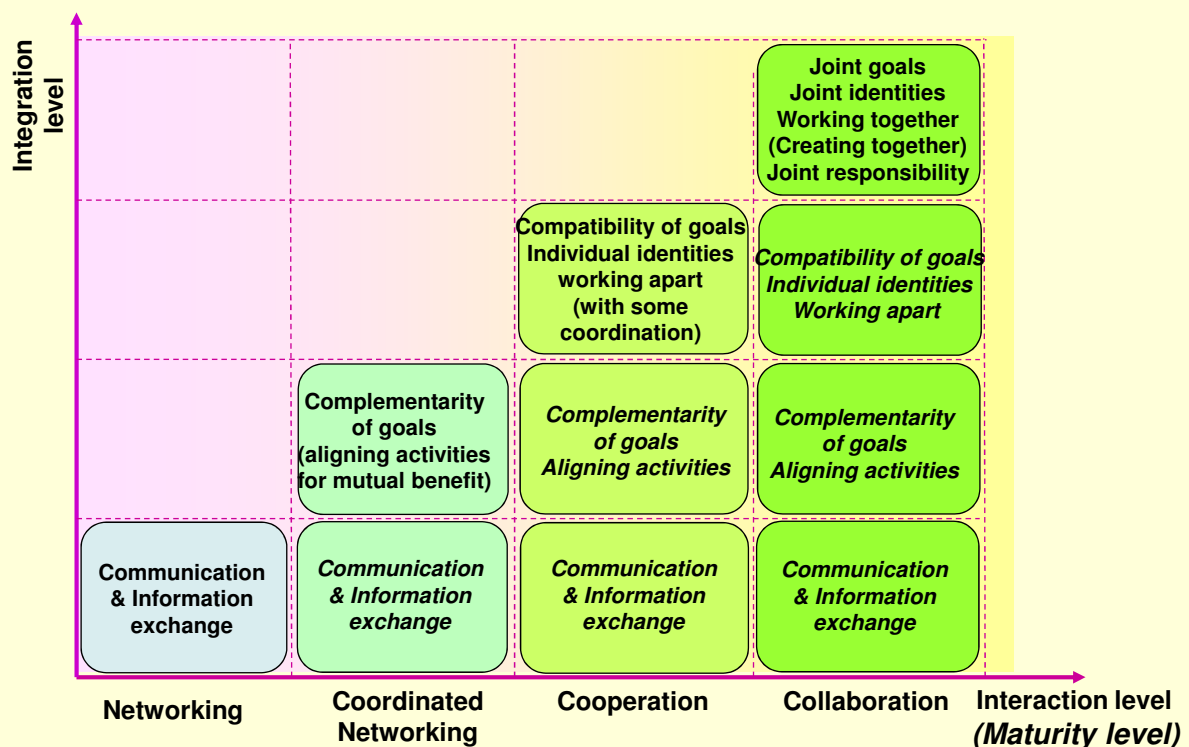 Integration
level
Joint goals
Joint identities
Working together
(Creating together)
Joint responsibility
Compatibility of goals
Individual identities
working apart
(with some
coordination)
Compatibility of goals
Individual identities
Working apart
Complementarity
of goals
(aligning activities
for mutual benefit)
Complementarity
of goals
Aligning activities
Complementarity
of goals
Aligning activities
Communication
& Information
exchange
Communication
& Information
exchange
Communication
& Information
exchange
Communication
& Information
exchange
Networking
Coordinated
Networking
Cooperation
Collaboration
Interaction level
(Maturity level)